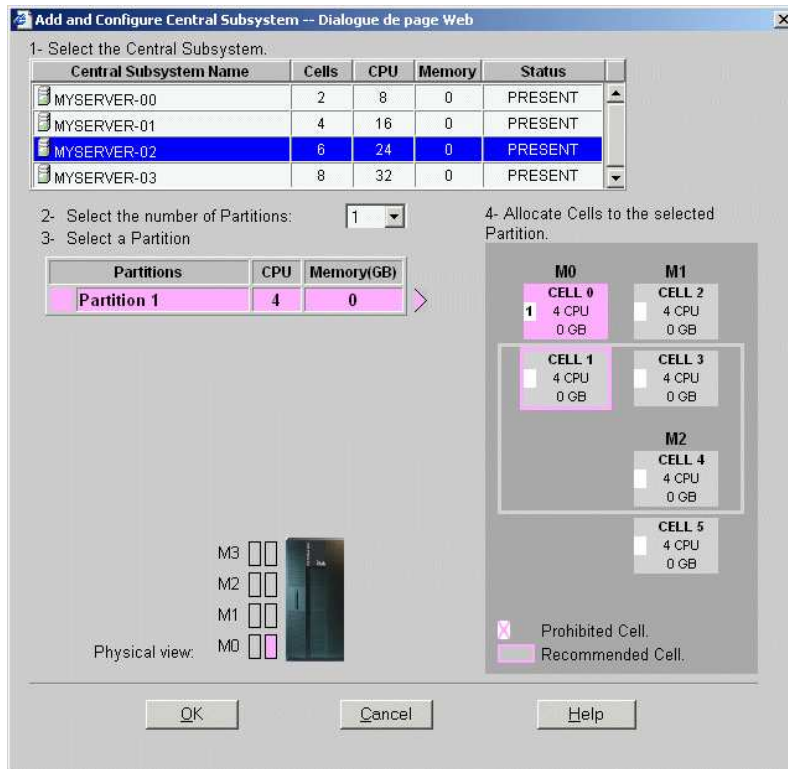 Add and Configure Central Subsystem -- Dialogue de page Web
1- Select the Central Subsystem.
Central Subsystem Name Cells CPU Memory Status
MYSERVER-00 2 8 0 PRESENT
MYSERVER-01 4 16 0 PRESENT
MYSERVER-02 6 24 0 PRESENT
MYSERVER-03 8 32 0 PRESENT
2- Select the number of Partitions: 1
3- Select a Partition
Partitions CPU Memory(GB)
Partition 1 4 0
4- Allocate Cells to the selected
Partition.
M0 M1
CELL 0 CELL 2
1 4 CPU 4 CPU
0 GB 0 GB
CELL 1 CELL 3
4 CPU 4 CPU
0 GB 0 GB
M2
CELL 4
4 CPU
0 GB
CELL 5
4 CPU
0 GB
M3
M2
M1
Physical view: M0
X Prohibited Cell.
Recommended Cell.
OK Cancel Help